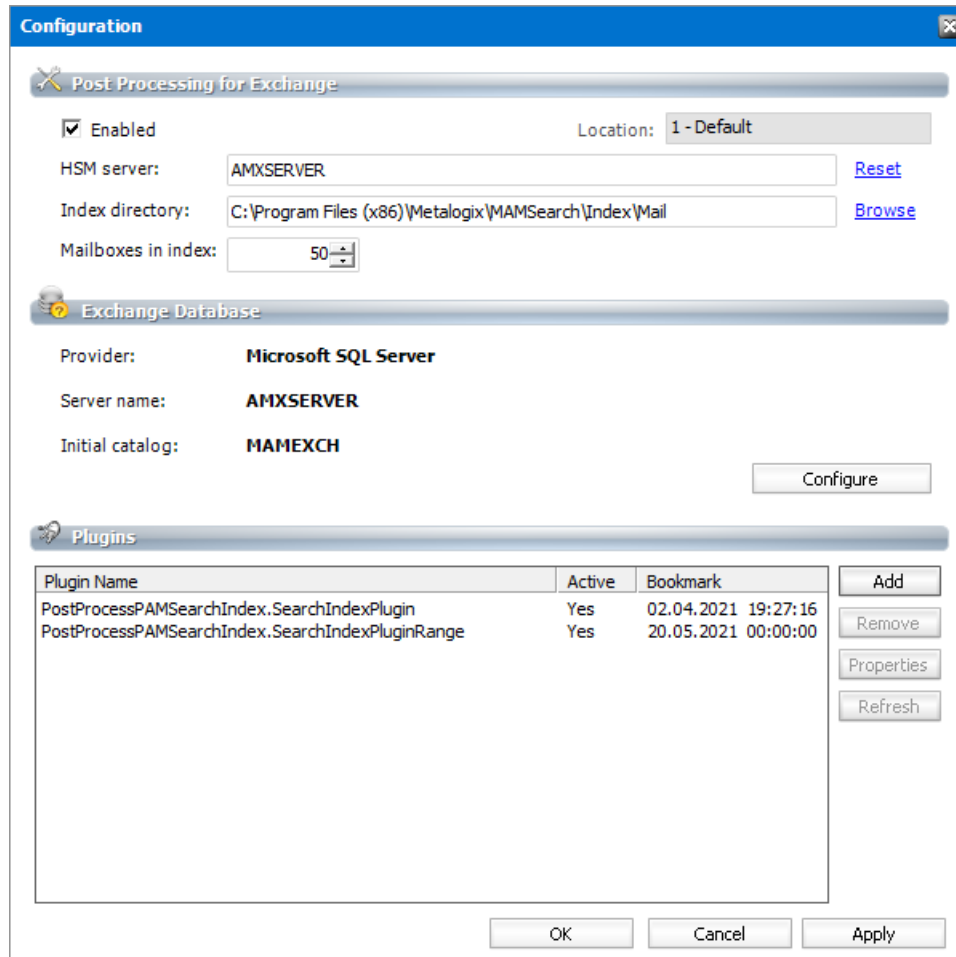 Configuration
Post Processing for Exchange
Enabled Location: 1 - Default
HSM server: AMXSERVER Reset
Index directory: C:\Program Files (x86)\Metalogix\MAMSearch\Index\Mail Browse
Mailboxes in index: 50
Exchange Database
Provider: Microsoft SQL Server
Server name: AMXSERVER
Initial catalog: MAMEXCH
Configure
Plugins
Plugin Name Active Bookmark Add
PostProcessPAMSearchIndex.SearchIndexPlugin Yes 02.04.2021 19:27:16
PostProcessPAMSearchIndex.SearchIndexPluginRange Yes 20.05.2021 00:00:00
Remove
Properties
Refresh
OK Cancel Apply